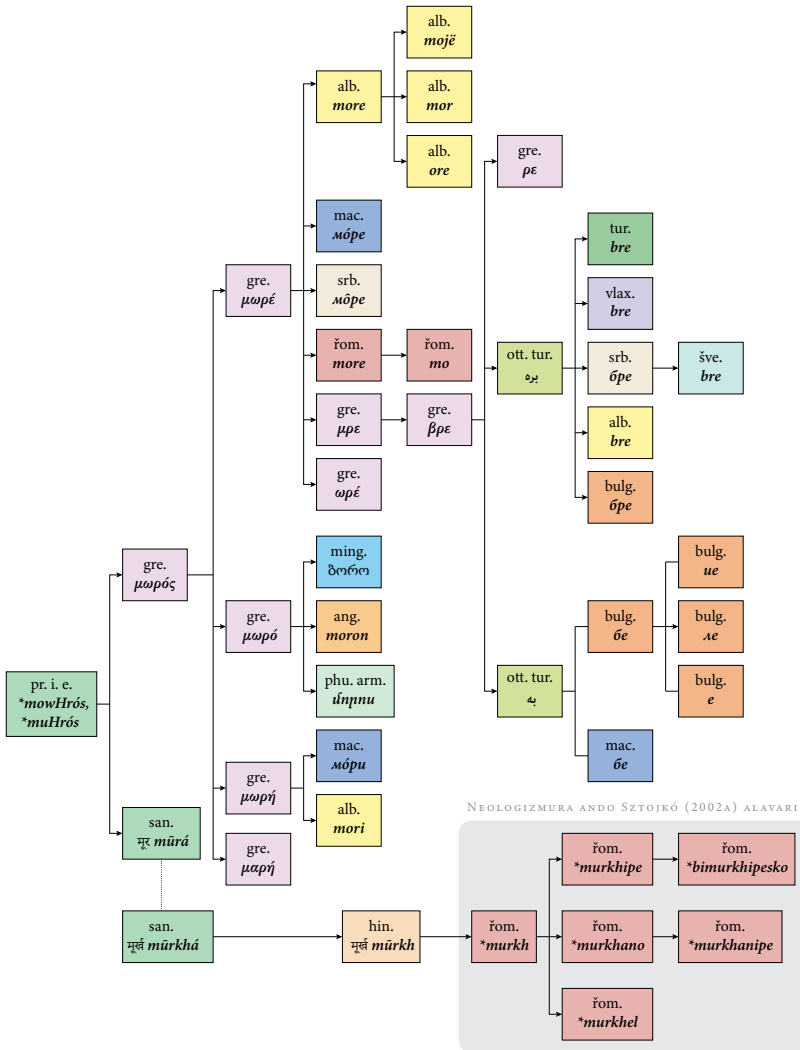 alb.
mojë
alb.
more
alb.
mor
alb.
ore
gre.
ρε
mac.
мóре
tur.
bre
gre.
μωρέ
srb.
мȏре
vlax.
bre
řom.
more
řom.
mo
ott. tur.
بره
srb.
бре
šve.
bre
gre.
μρε
gre.
βρε
alb.
bre
gre.
ωρέ
bulg.
бре
gre.
μωρός
ming.
ბორო
bulg.
ие
gre.
μωρό
ang.
moron
bulg.
бе
bulg.
ле
pr. i. e.
*mowHrós,
*muHrós
phu. arm.
մորոս
ott. tur.
به
bulg.
е
gre.
μωρή
mac.
мóри
mac.
бе
alb.
mori
san.
मूर mūrá
gre.
μαρή
Neologizmura ando Sztojkó (2002a) alavari
řom.
*murkhipe
řom.
*bimurkhipesko
san.
मूर्ख mūrkhá
hin.
मूर्ख mūrkh
řom.
*murkh
řom.
*murkhano
řom.
*murkhanipe
řom.
*murkhel